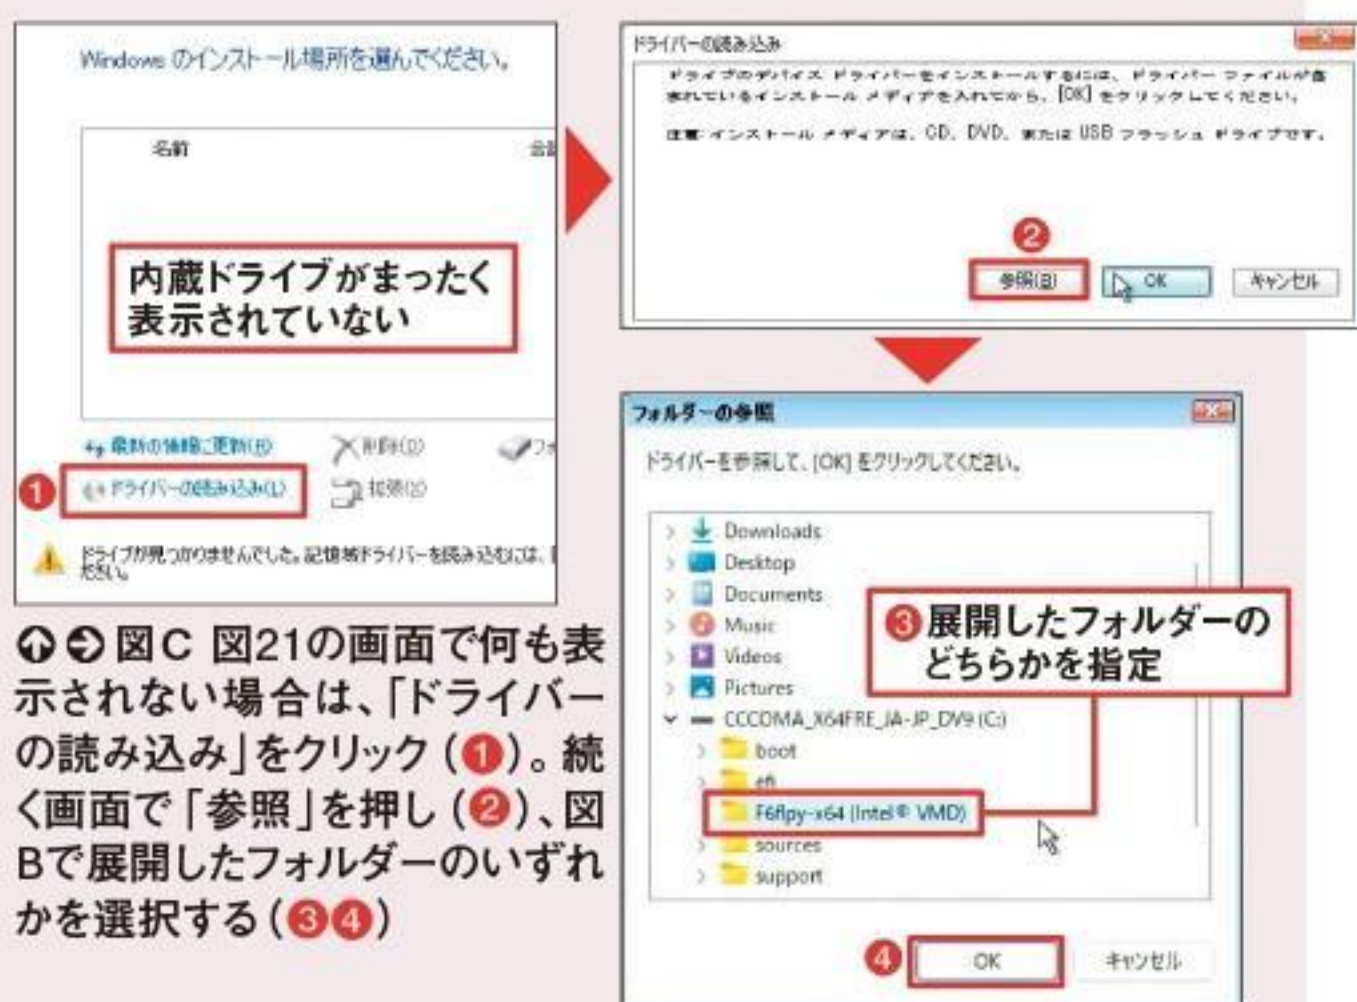 Windows のインストール場所を選んでください。
名前
内蔵ドライブがまったく
表示されていない
最新の情報に更新(R)
削除(D)
1
ドライバーの読み込み(L)
拡張(X)
ドライブが見つかりませんでした。記憶域ドライバーを読み込むには、
ださい。
ドライバーの読み込み
ドライブのデバイス ドライバーをインストールするには、ドライバー ファイルが含
まれているインストール メディアを入れてから、[OK] をクリックしてください。
注意: インストール メディアは、CD、DVD、または USB フラッシュ ドライブです。
2
参照(B)
OK
キャンセル
フォルダーの参照
ドライバーを参照して、[OK] をクリックしてください。
Downloads
Desktop
Documents
Music
Videos
Pictures
CCCOMA_X64FRE_JA-JP_DV9 (C:)
boot
efi
F6flpy-x64 (Intel® VMD)
sources
support
3展開したフォルダーの
どちらかを指定
4
OK
キャンセル
図C 図21の画面で何も表
示されない場合は、「ドライバー
の読み込み」をクリック(1)。続
く画面で「参照」を押し(2)、図
Bで展開したフォルダーのいずれ
かを選択する(34)